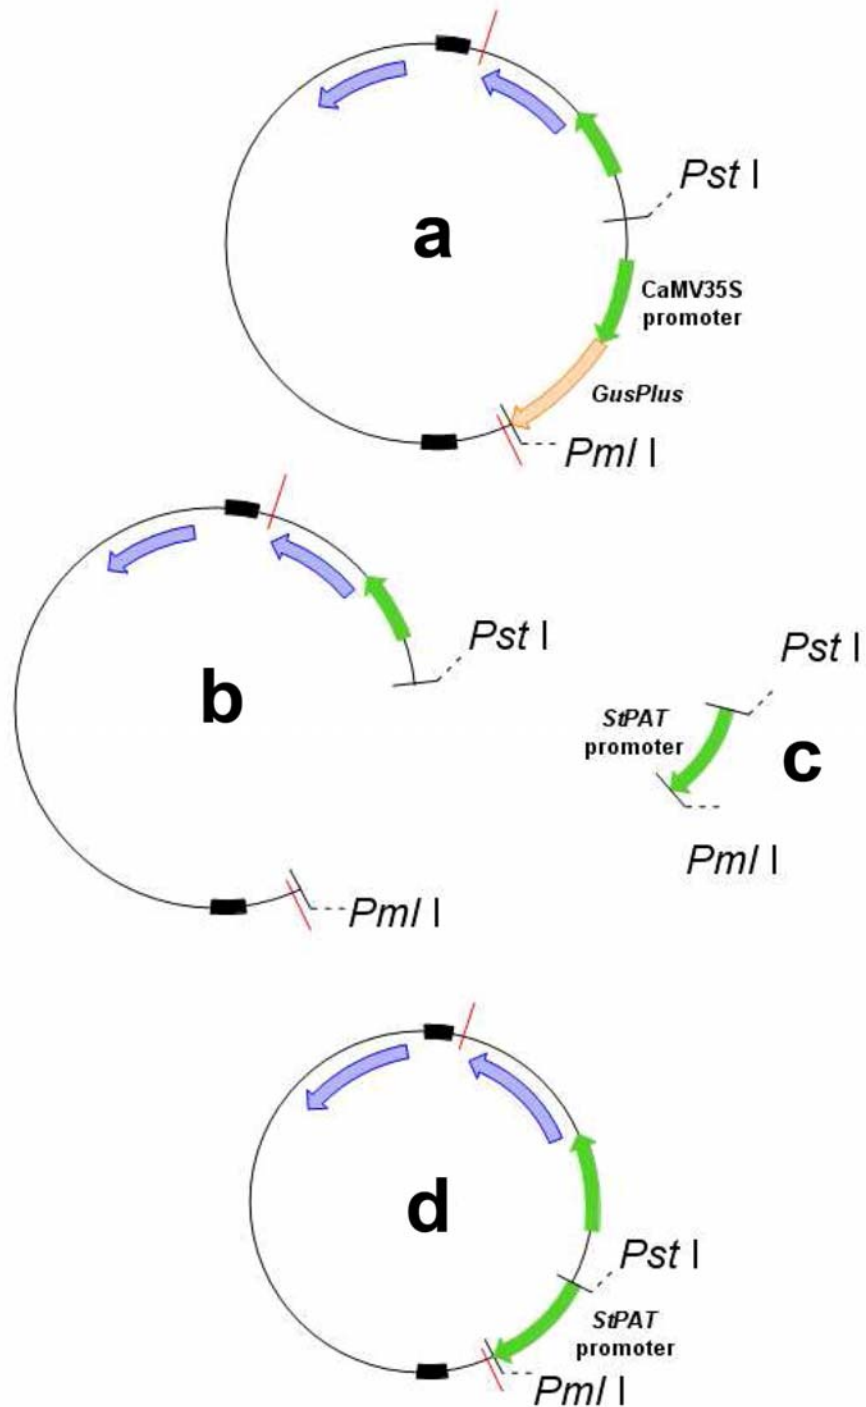 a
Pst I
CaMV35S
promoter
GusPlus
Pml I
b
Pst I
Pml I
Pst I
StPAT
promoter
c
Pml I
d
Pst I
StPAT
promoter
Pml I